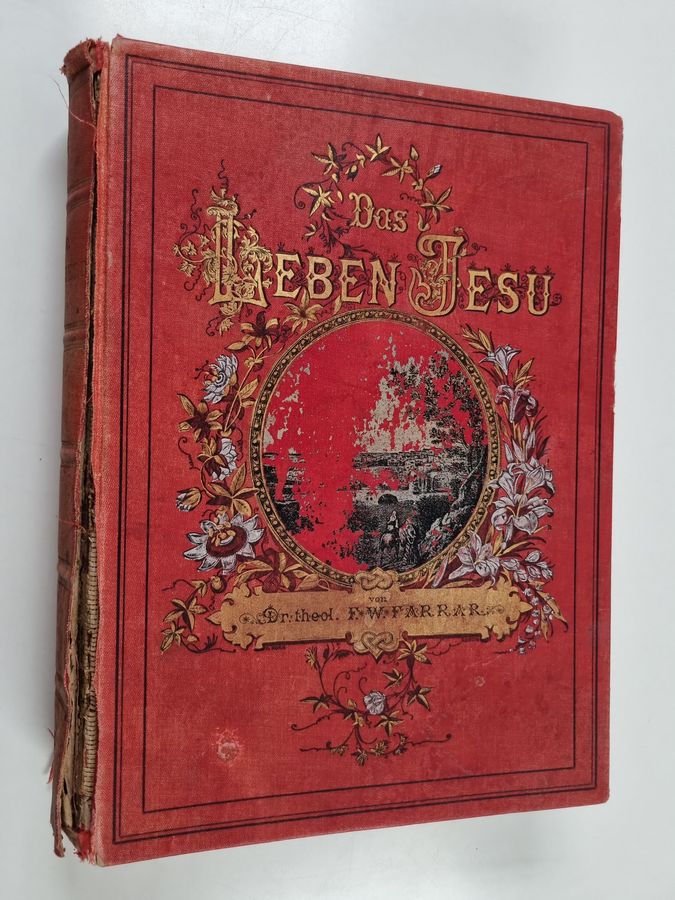 Das
LEBEN JESU
von
Dr. theol. F. W. FARRAR.